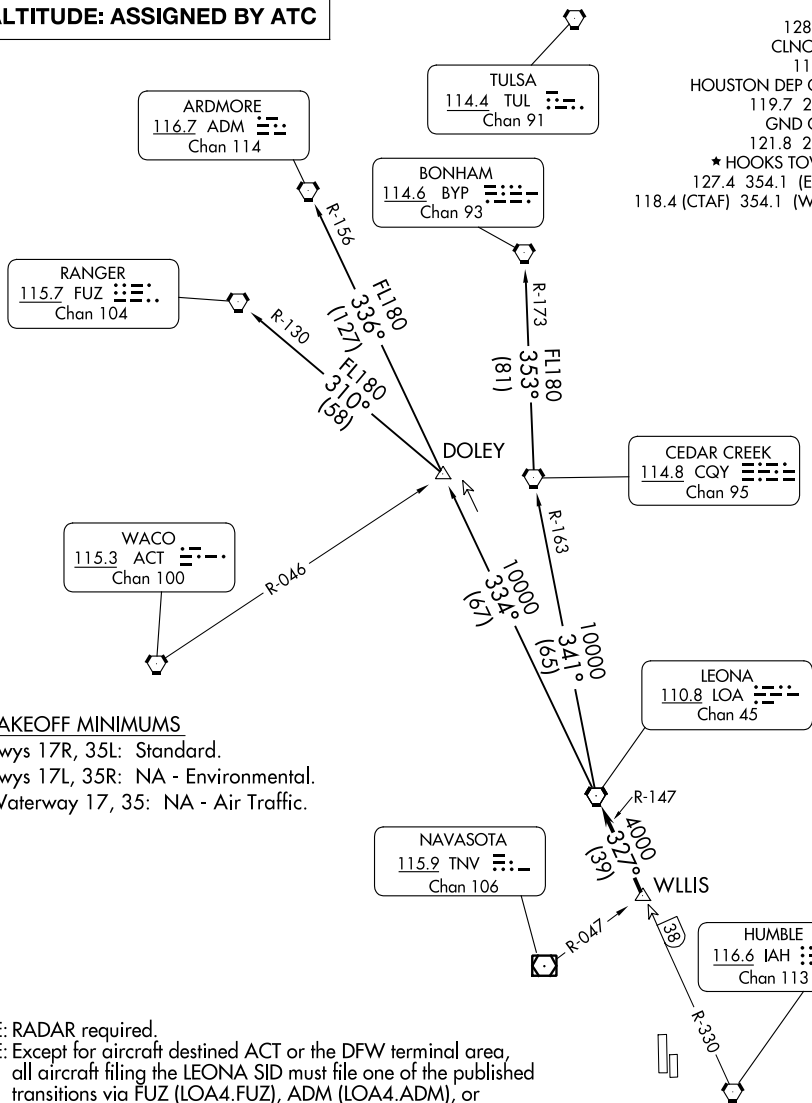 ALTITUDE: ASSIGNED BY ATC
128
CLNC
11
HOUSTON DEP C
119.7 2
GND C
121.8 2
★ HOOKS TOW
127.4 354.1 (E
118.4 (CTAF) 354.1 (W
TULSA
114.4 TUL
Chan 91
ARDMORE
116.7 ADM
Chan 114
BONHAM
114.6 BYP
Chan 93
RANGER
115.7 FUZ
Chan 104
R-156
R-173
R-130
FL180
336°
(127)
FL180
310°
(58)
FL180
353°
(81)
DOLEY
CEDAR CREEK
114.8 CQY
Chan 95
R-163
WACO
115.3 ACT
Chan 100
R-046
10000
334°
(67)
10000
341°
(65)
LEONA
110.8 LOA
Chan 45
AKEOFF MINIMUMS
wys 17R, 35L: Standard.
wys 17L, 35R: NA - Environmental.
Waterway 17, 35: NA - Air Traffic.
R-147
4000
327°
(39)
NAVASOTA
115.9 TNV
Chan 106
WLLIS
R-047
38
HUMBLE
116.6 IAH
Chan 113
R-330
E: RADAR required.
E: Except for aircraft destined ACT or the DFW terminal area,
all aircraft filing the LEONA SID must file one of the published
transitions via FUZ (LOA4.FUZ), ADM (LOA4.ADM), or